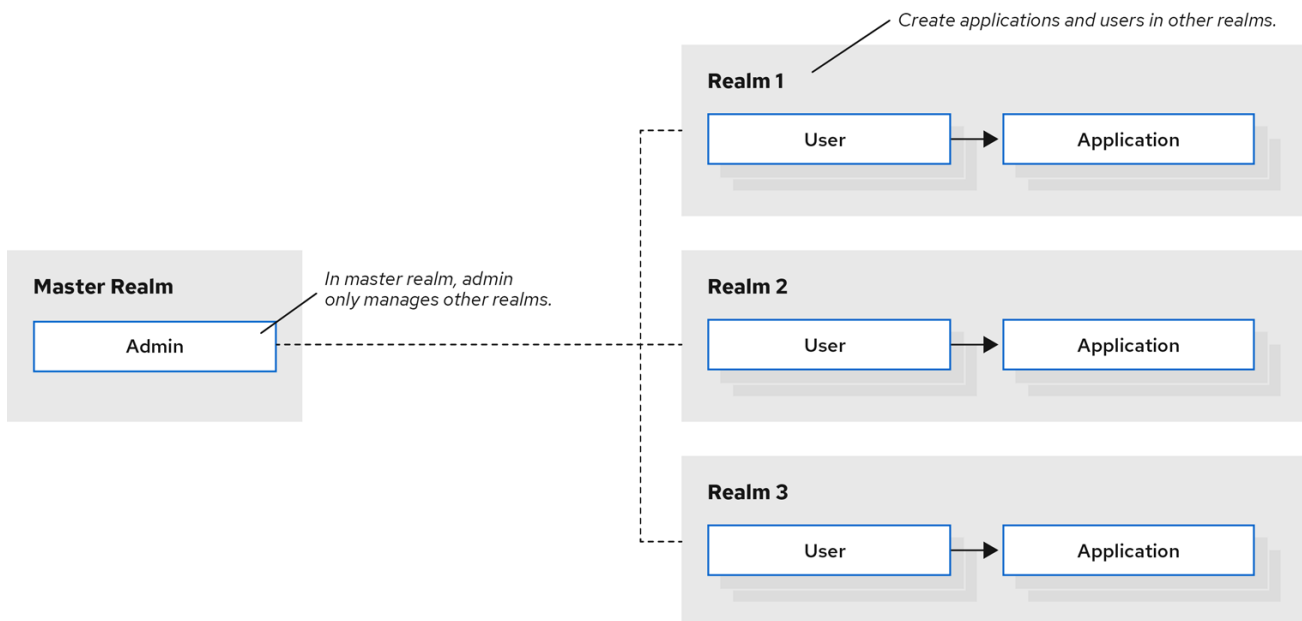 Create applications and users in other realms.
Realm 1
User
Application
Master Realm
In master realm, admin
only manages other realms.
Admin
Realm 2
User
Application
Realm 3
User
Application